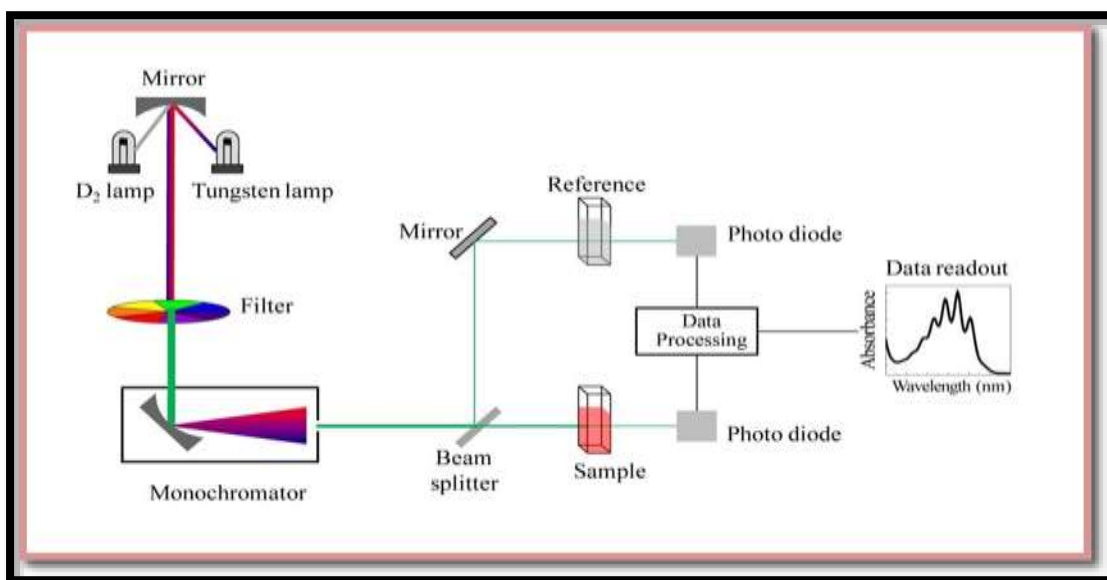 Mirror
D₂ lamp
Tungsten lamp
Filter
Monochromator
Mirror
Reference
Photo diode
Data
Processing
Data readout
Absorbance
Wavelength (nm)
Beam
splitter
Sample
Photo diode